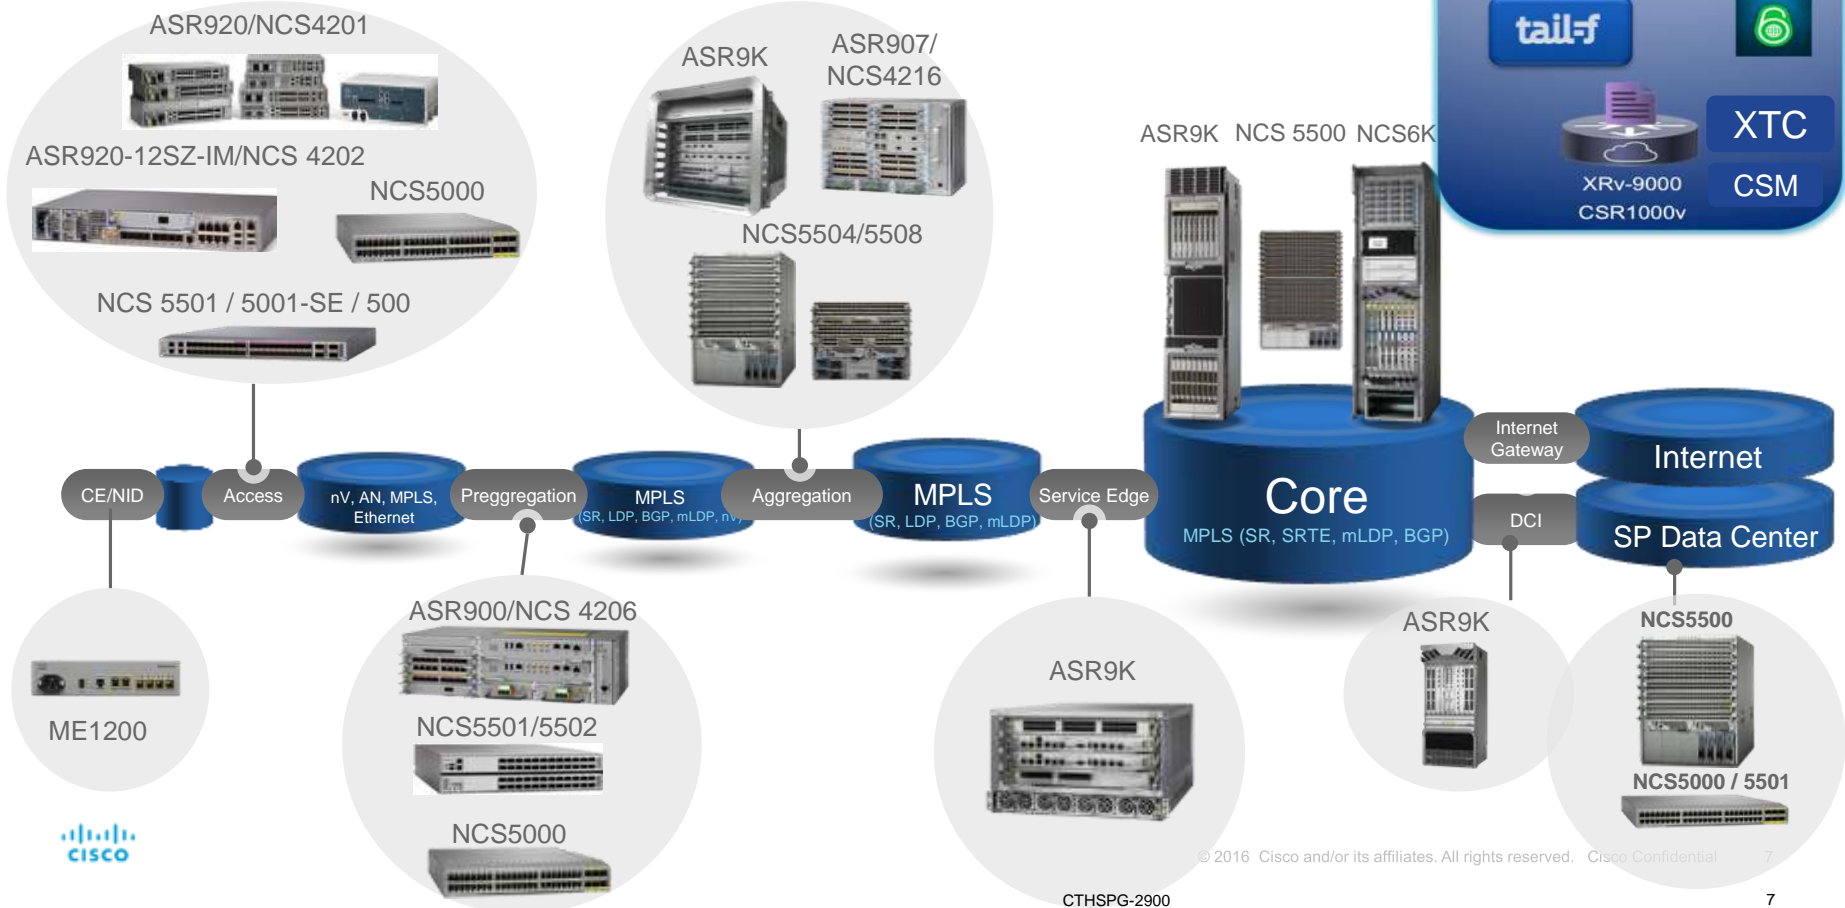 ASR920/NCS4201
ASR920-12SZ-IM/NCS 4202
NCS5000
NCS 5501 / 5001-SE / 500
ASR9K
ASR907/
NCS4216
NCS5504/5508
ASR9K
NCS 5500
NCS6K
tail-f
XTC
XRv-9000
CSR1000v
CSM
CE/NID
Access
nV, AN, MPLS,
Ethernet
Preggregation
MPLS
(SR, LDP, BGP, mLDP, nV)
Aggregation
MPLS
(SR, LDP, BGP, mLDP)
Service Edge
Core
MPLS (SR, SRTE, mLDP, BGP)
Internet
Gateway
DCI
Internet
SP Data Center
ME1200
ASR900/NCS 4206
NCS5501/5502
NCS5000
ASR9K
ASR9K
NCS5500
NCS5000 / 5501
CISCO
© 2016 Cisco and/or its affiliates. All rights reserved. Cisco Confidential 7
CTHSPG-2900
7